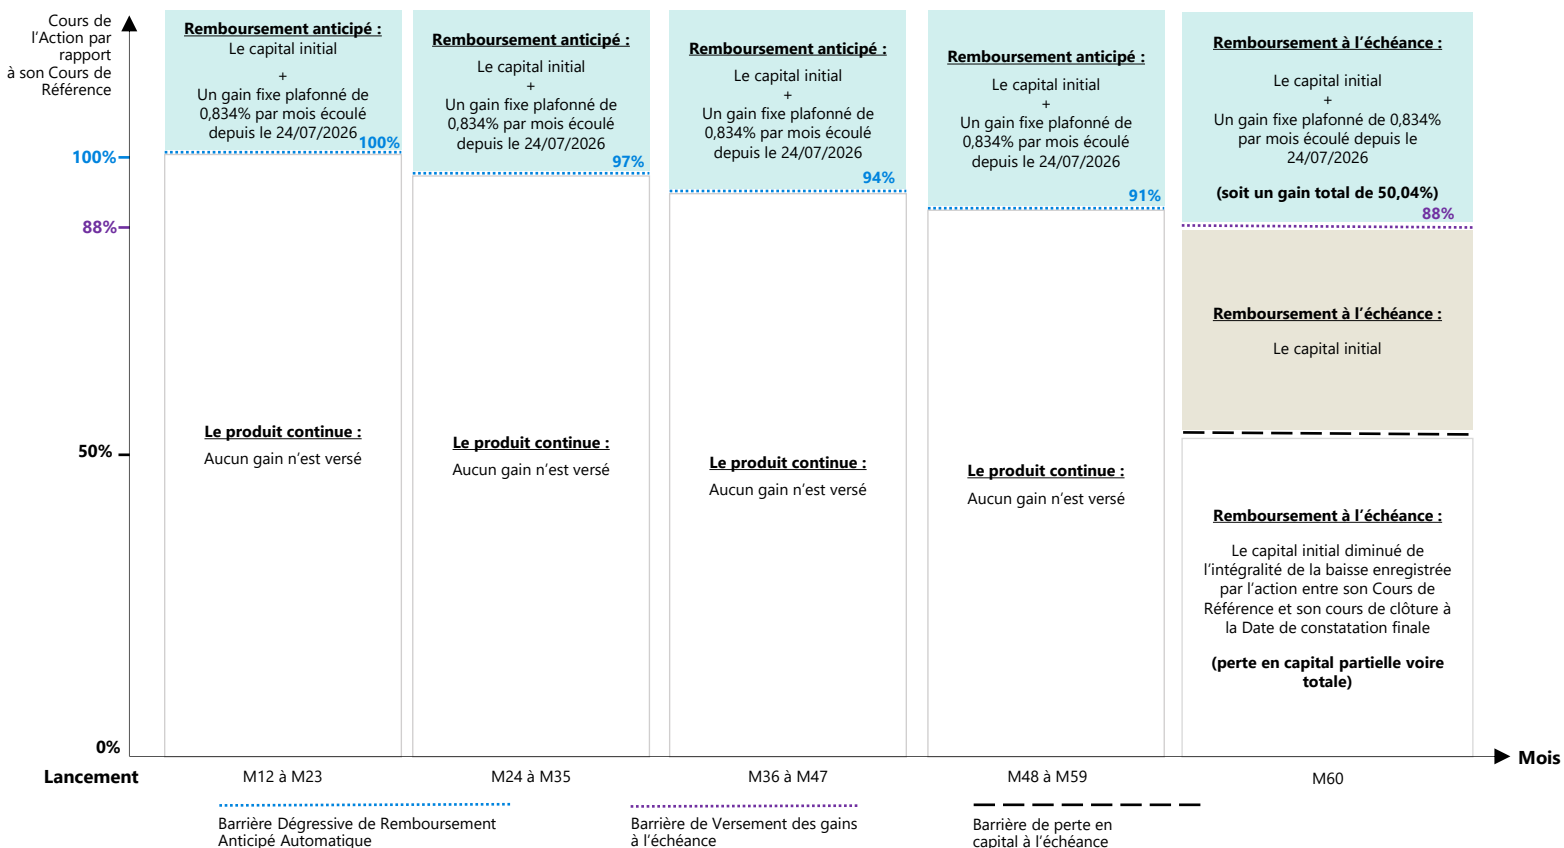 Cours de
l'Action par
rapport
à son Cours de
Référence
100%
88%
50%
0%
Remboursement anticipé :
Le capital initial
+
Un gain fixe plafonné de
0,834% par mois écoulé
depuis le 24/07/2026
100%
Le produit continue :
Aucun gain n'est versé
Remboursement anticipé :
Le capital initial
+
Un gain fixe plafonné de
0,834% par mois écoulé
depuis le 24/07/2026
97%
Le produit continue :
Aucun gain n'est versé
Remboursement anticipé :
Le capital initial
+
Un gain fixe plafonné de
0,834% par mois écoulé
depuis le 24/07/2026
94%
Le produit continue :
Aucun gain n'est versé
Remboursement anticipé :
Le capital initial
+
Un gain fixe plafonné de
0,834% par mois écoulé
depuis le 24/07/2026
91%
Le produit continue :
Aucun gain n'est versé
Remboursement à l'échéance :
Le capital initial
+
Un gain fixe plafonné de 0,834%
par mois écoulé depuis le
24/07/2026
(soit un gain total de 50,04%)
88%
Remboursement à l'échéance :
Le capital initial
Remboursement à l'échéance :
Le capital initial diminué de
l'intégralité de la baisse enregistrée
par l'action entre son Cours de
Référence et son cours de clôture à
la Date de constatation finale
(perte en capital partielle voire
totale)
Lancement
M12 à M23
M24 à M35
M36 à M47
M48 à M59
M60
Mois
Barrière Dégressive de Remboursement
Anticipé Automatique
Barrière de Versement des gains
à l'échéance
Barrière de perte en
capital à l'échéance